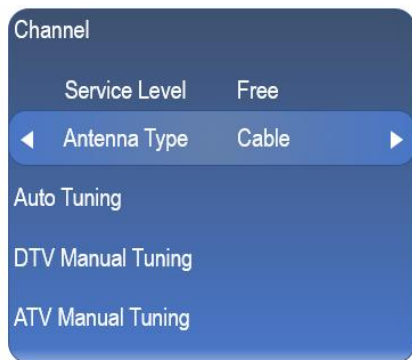 Channel
Service Level Free
Antenna Type Cable
Auto Tuning
DTV Manual Tuning
ATV Manual Tuning